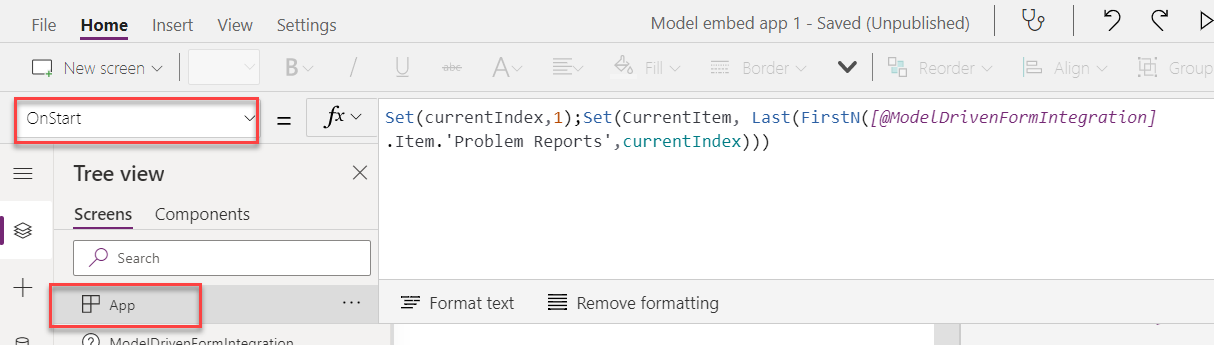 File Home Insert View Settings Model embed app 1 - Saved (Unpublished)
New screen B / U abc A Fill Border Reorder Align Group
OnStart = fx Set(currentIndex,1);Set(CurrentItem, Last(FirstN([@ModelDrivenFormIntegration]
.Item.'Problem Reports',currentIndex)))
Tree view
Screens Components
Search
App ...
Format text Remove formatting
ModelDrivenFormIntegration